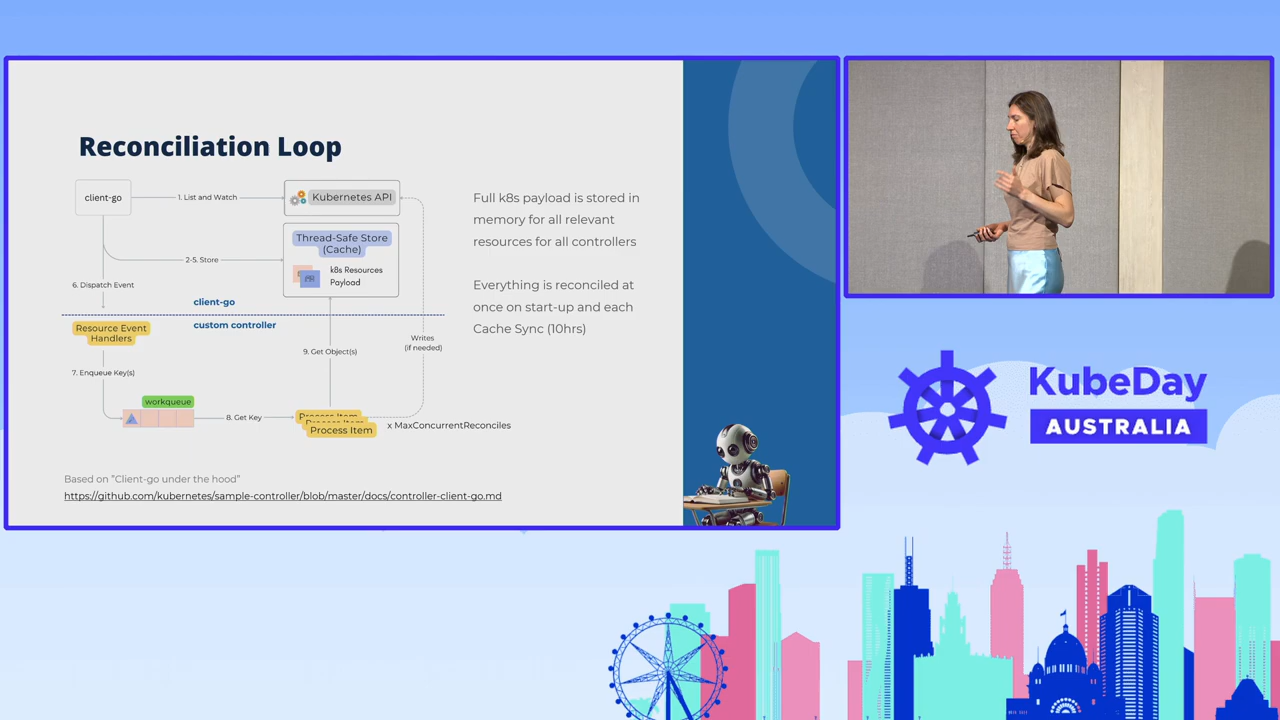 Reconciliation Loop
client-go
1. List and Watch
Kubernetes API
Thread-Safe Store
(Cache)
2-5. Store
k8s Resources
Payload
6. Dispatch Event
client-go
custom controller
Resource Event
Handlers
9. Get Object(s)
Writes
(if needed)
7. Enqueue Key(s)
workqueue
8. Get Key
Process Item
Process Item
Process Item
x MaxConcurrentReconciles
Full k8s payload is stored in
memory for all relevant
resources for all controllers
Everything is reconciled at
once on start-up and each
Cache Sync (10hrs)
Based on "Client-go under the hood"
https://github.com/kubernetes/sample-controller/blob/master/docs/controller-client-go.md
KubeDay
AUSTRALIA